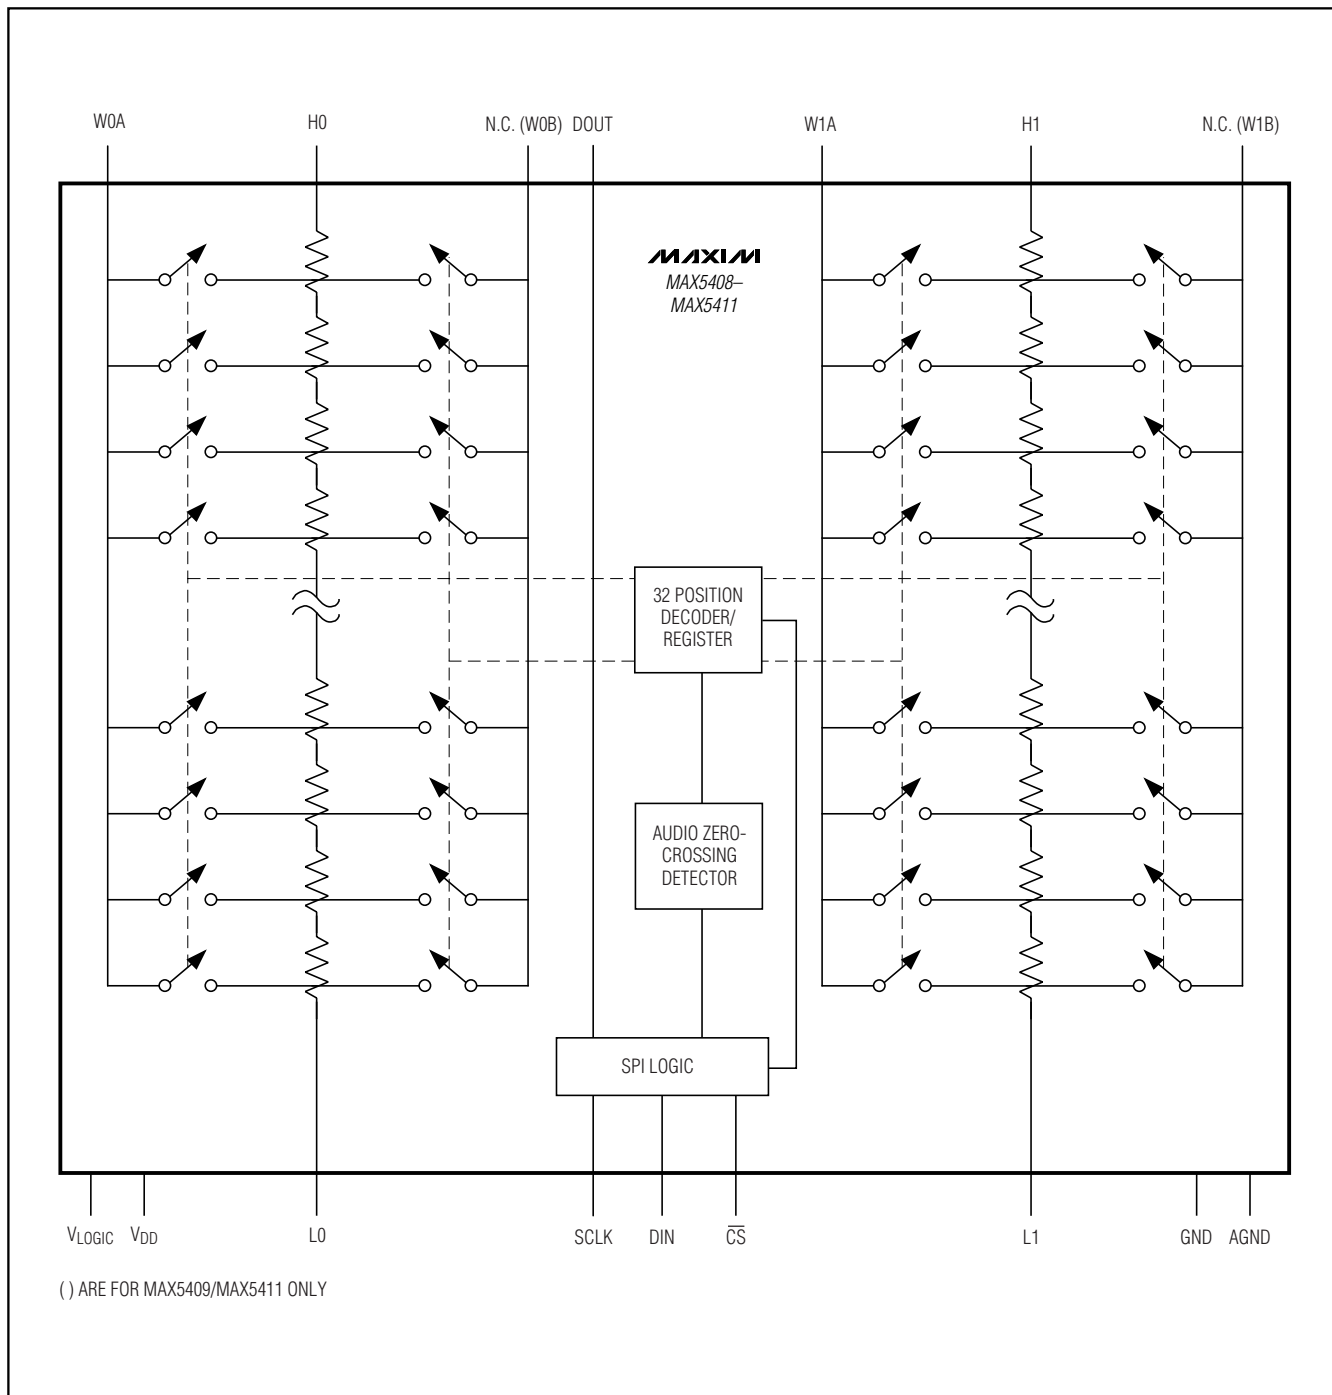 W0A H0 N.C. (W0B) DOUT W1A H1 N.C. (W1B)
MAXIM
MAX5408–
MAX5411
32 POSITION
DECODER/
REGISTER
AUDIO ZERO-
CROSSING
DETECTOR
SPI LOGIC
VLOGIC VDD L0 SCLK DIN C̅S̅ L1 GND AGND
( ) ARE FOR MAX5409/MAX5411 ONLY